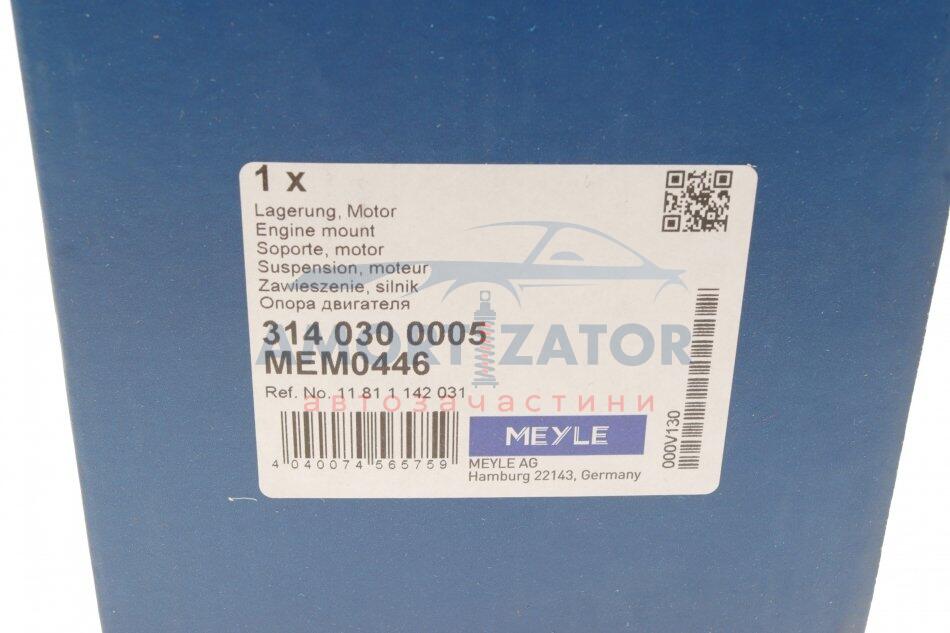 1 x
Lagerung, Motor
Engine mount
Soporte, motor
Suspension, moteur
Zawieszenie, silnik
Опора двигателя
314 030 0005
MEM0446
Ref. No. 11 81 1 142 031
4 040074 565759
MEYLE
MEYLE AG
Hamburg 22143, Germany
000V130
AMORTIZATOR
автозачастини